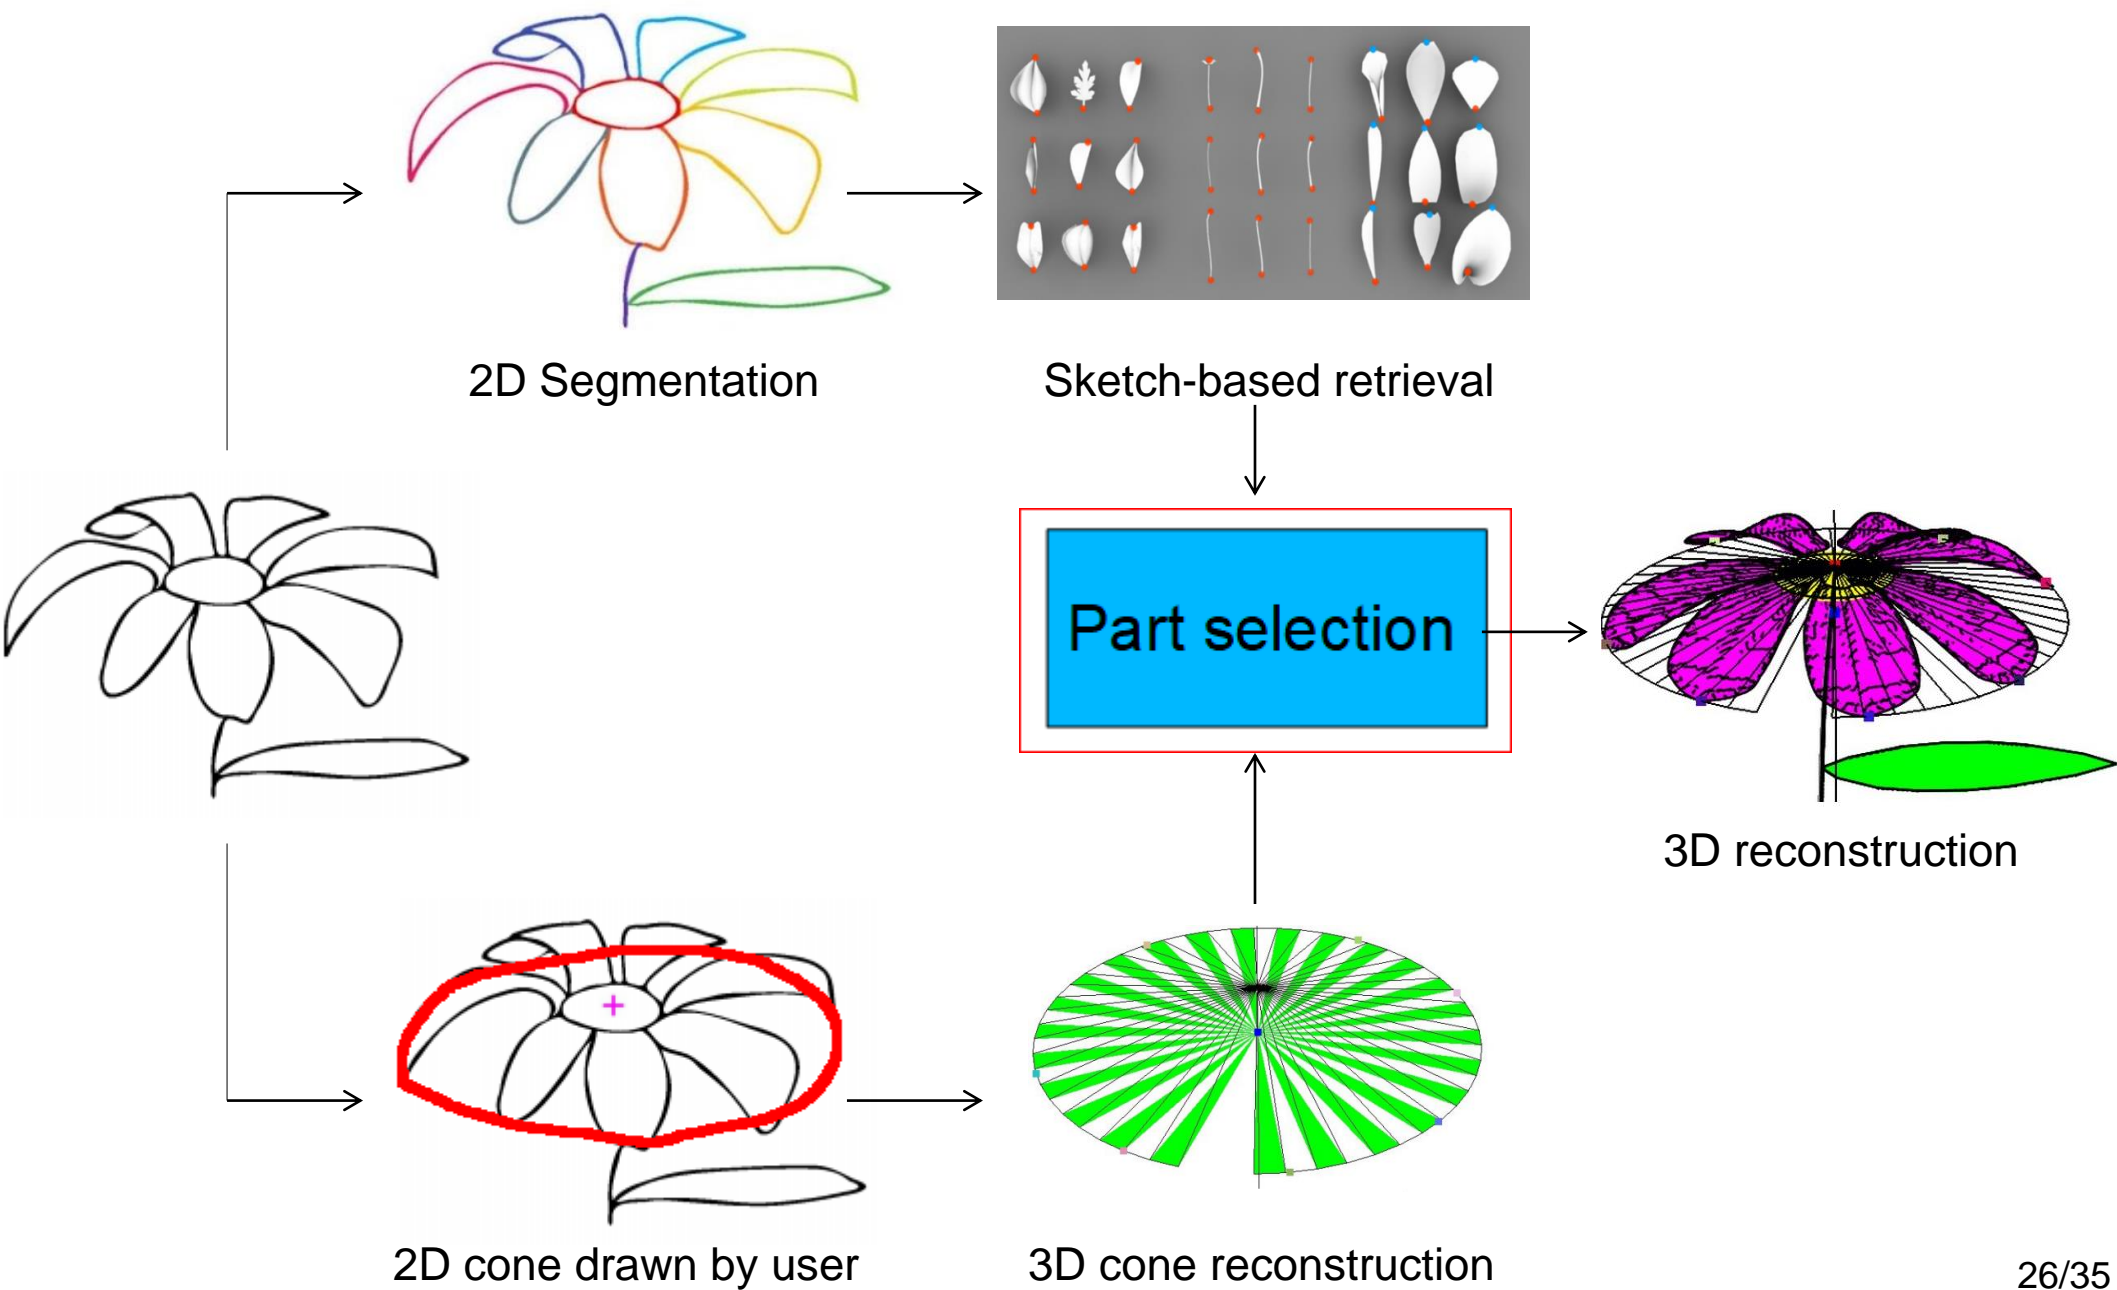 2D Segmentation
Sketch-based retrieval
Part selection
3D reconstruction
2D cone drawn by user
3D cone reconstruction
26/35